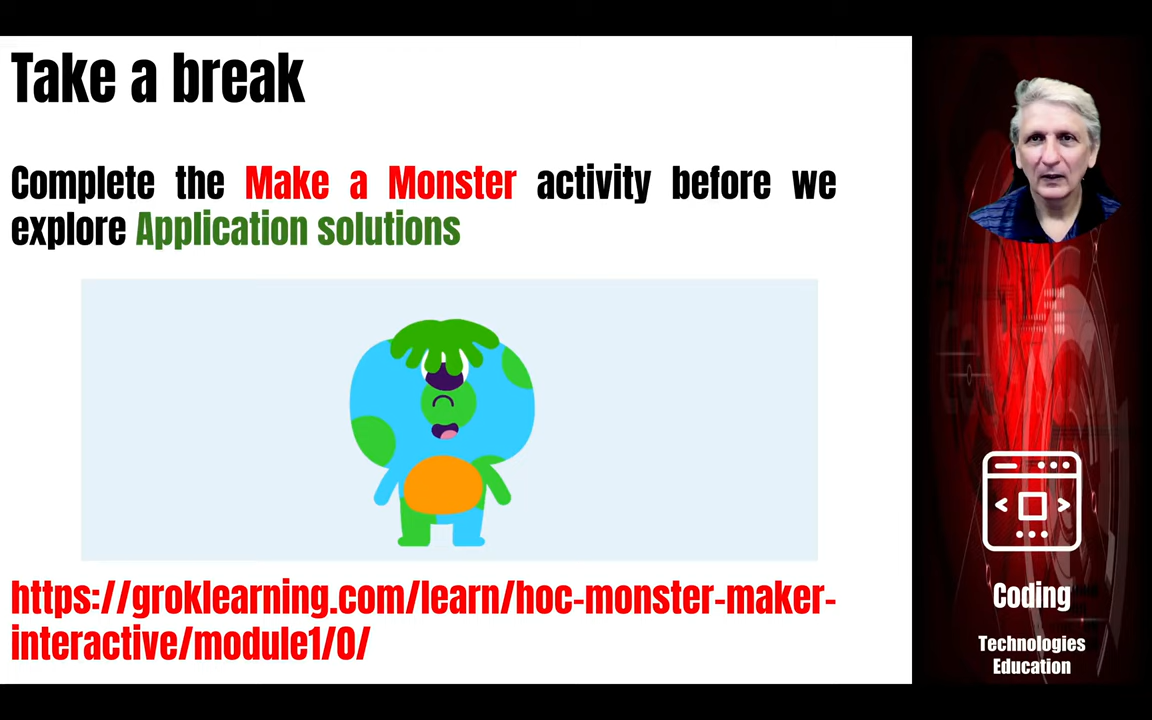 Take a break
Complete the Make a Monster activity before we
explore Application solutions
https://groklearning.com/learn/hoc-monster-maker-
interactive/module1/0/
Coding
Technologies
Education